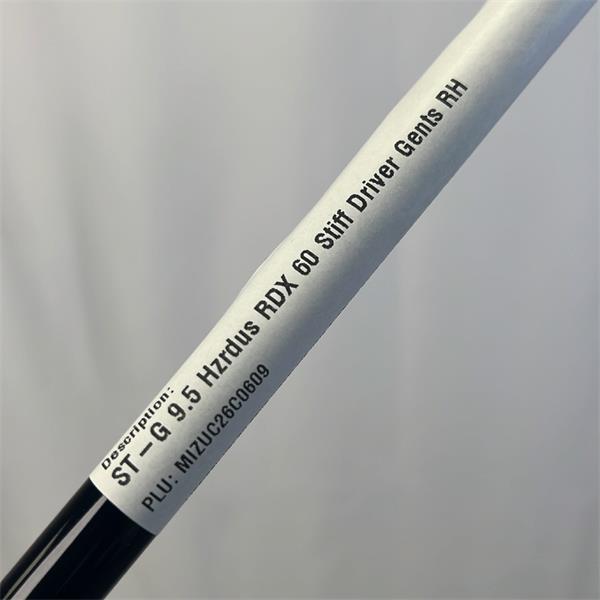 Description:
ST-G 9.5 Hzrdus RDX 60 Stiff Driver Gents RH
PLU: MIZUC26C0609